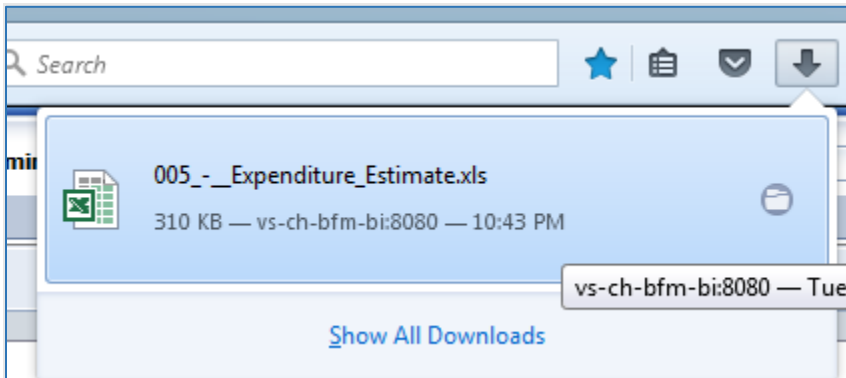 Search
005_-__Expenditure_Estimate.xls
310 KB — vs-ch-bfm-bi:8080 — 10:43 PM
vs-ch-bfm-bi:8080 — Tue
Show All Downloads